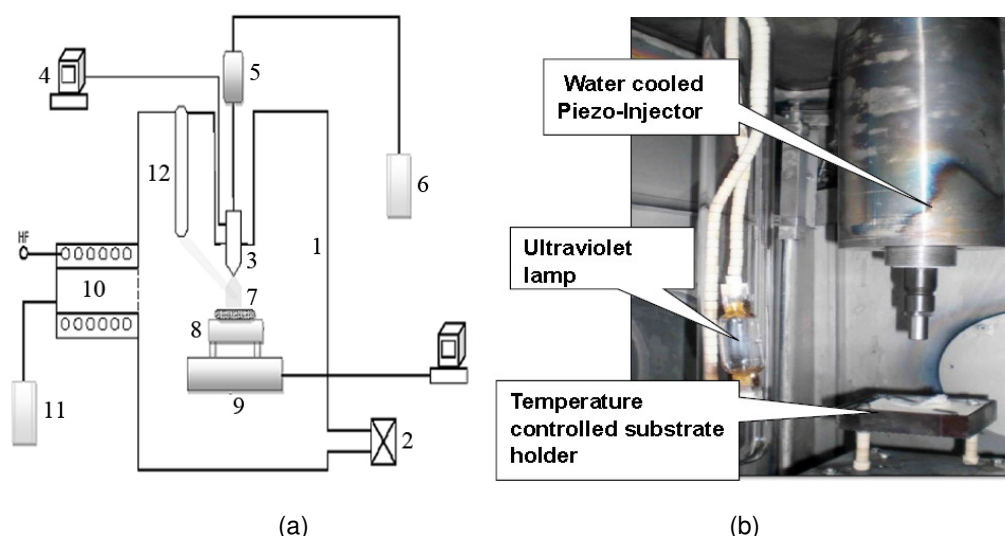 4
5
12
6
1
HF
3
10
7
8
11
9
2
(a)
Water cooled
Piezo-Injector
Ultraviolet
lamp
Temperature
controlled substrate
holder
(b)